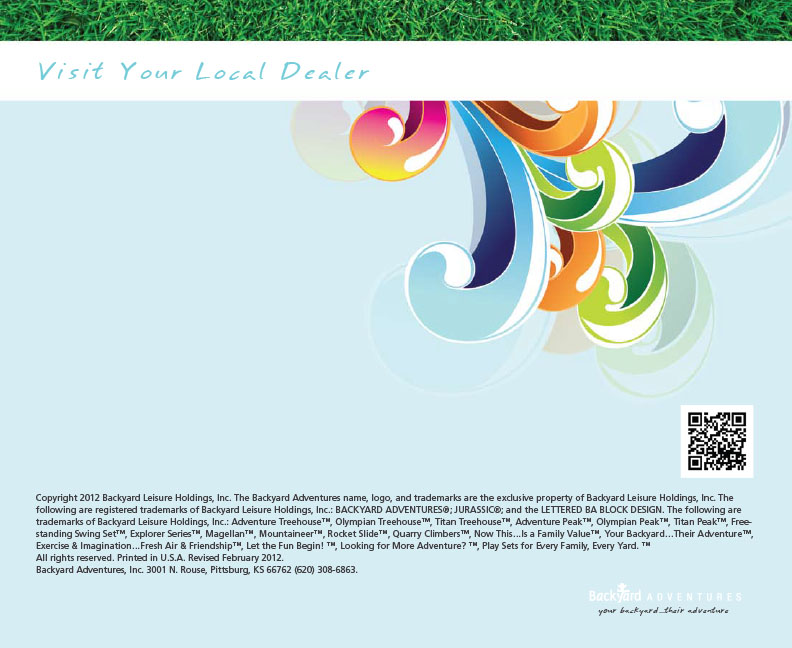 Visit Your Local Dealer
Copyright 2012 Backyard Leisure Holdings, Inc. The Backyard Adventures name, logo, and trademarks are the exclusive property of Backyard Leisure Holdings, Inc. The
following are registered trademarks of Backyard Leisure Holdings, Inc.: BACKYARD ADVENTURES®; JURASSIC®; and the LETTERED BA BLOCK DESIGN. The following are
trademarks of Backyard Leisure Holdings, Inc.: Adventure Treehouse™, Olympian Treehouse™, Titan Treehouse™, Adventure Peak™, Olympian Peak™, Titan Peak™, Free-
standing Swing Set™, Explorer Series™, Magellan™, Mountaineer™, Rocket Slide™, Quarry Climbers™, Now This...Is a Family Value™, Your Backyard...Their Adventure™,
Exercise & Imagination...Fresh Air & Friendship™, Let the Fun Begin! ™, Looking for More Adventure? ™, Play Sets for Every Family, Every Yard. ™
All rights reserved. Printed in U.S.A. Revised February 2012.
Backyard Adventures, Inc. 3001 N. Rouse, Pittsburg, KS 66762 (620) 308-6863.
Backyard ADVENTURES
your backyard...their adventure